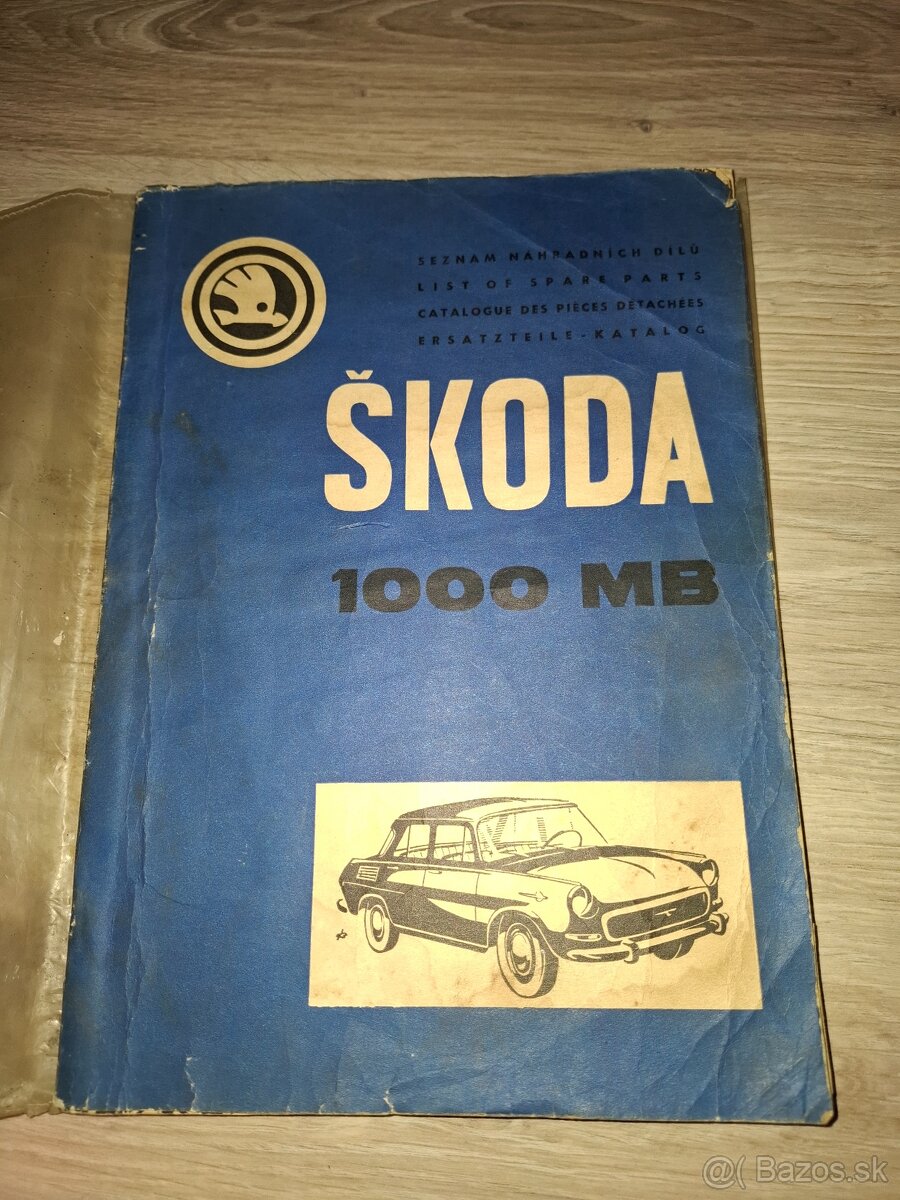 SEZNAM NÁHRADNÍCH DÍLŮ
LIST OF SPARE PARTS
CATALOGUE DES PIÈCES DÉTACHÉES
ERSATZTEILE-KATALOG
ŠKODA
1000 MB
@( Bazos.sk